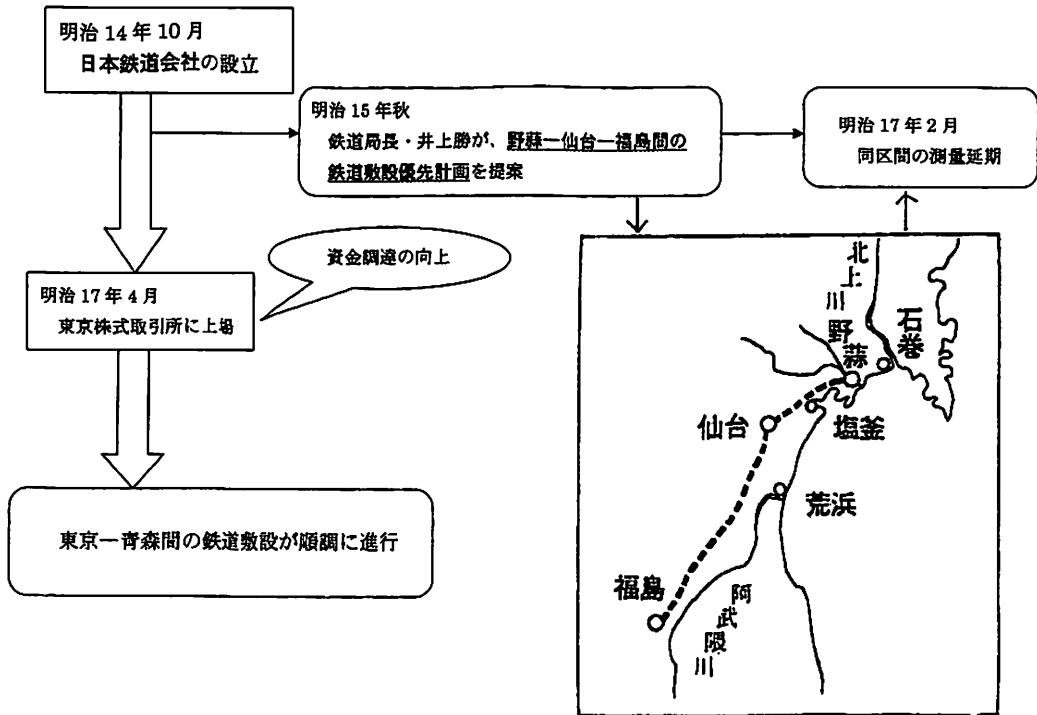 明治14年10月
日本鉄道会社の設立
明治15年秋
鉄道局長・井上勝が、野蒜ー仙台ー福島間の
鉄道敷設優先計画を提案
明治17年2月
同区間の測量延期
資金調達の向上
明治17年4月
東京株式取引所に上場
東京ー青森間の鉄道敷設が順調に進行
北上川
石巻
野蒜
塩釜
仙台
荒浜
福島
阿武隈川